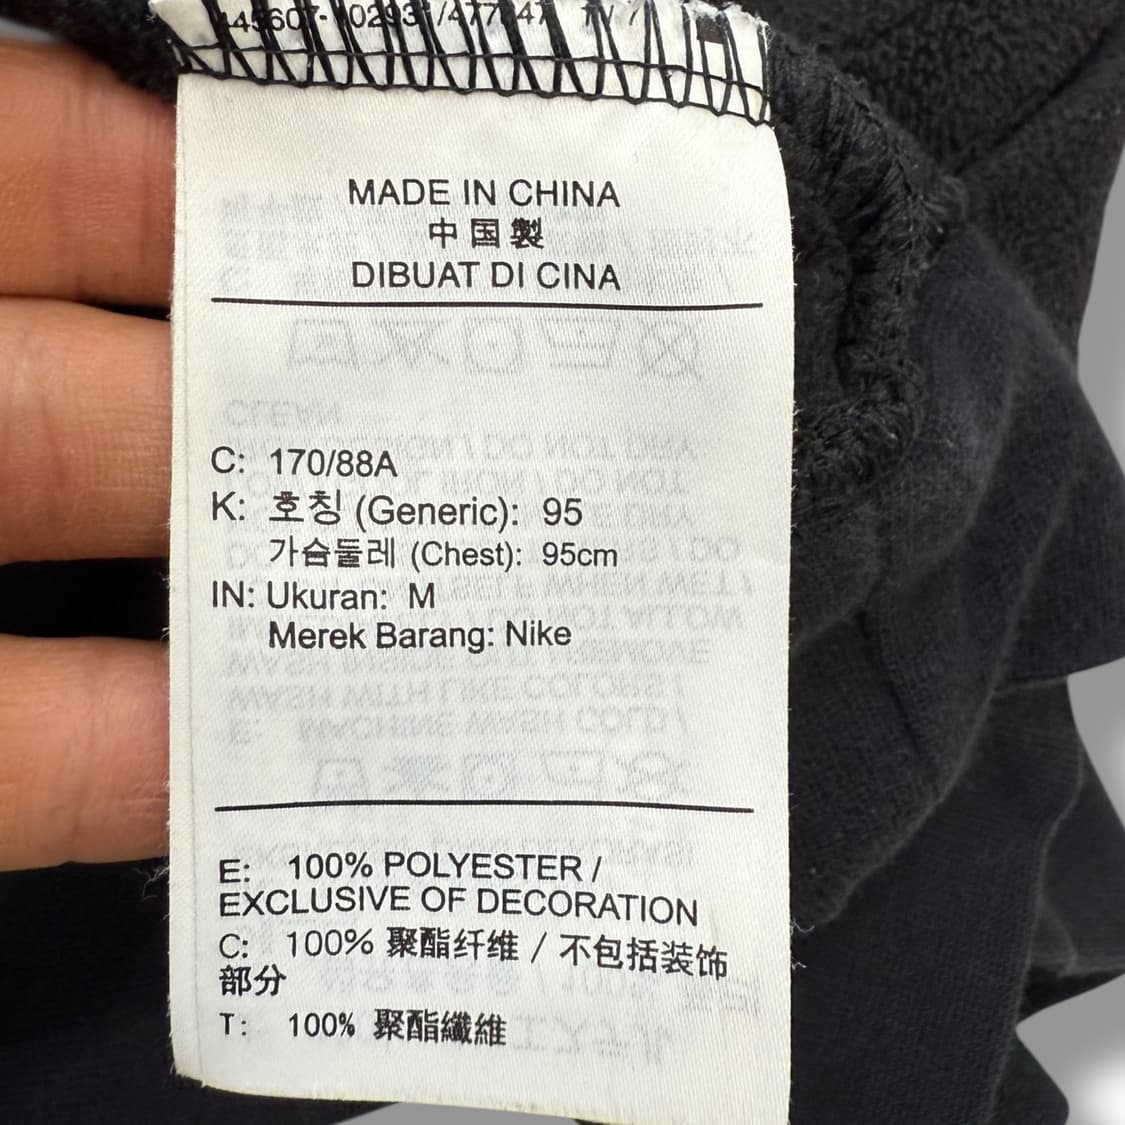 MADE IN CHINA
中国製
DIBUAT DI CINA
C: 170/88A
K: 호칭 (Generic): 95
가슴둘레 (Chest): 95cm
IN: Ukuran: M
Merek Barang: Nike
E: 100% POLYESTER /
EXCLUSIVE OF DECORATION
C: 100% 聚酯纤维 / 不包括装饰
部分
T: 100% 聚酯纖維